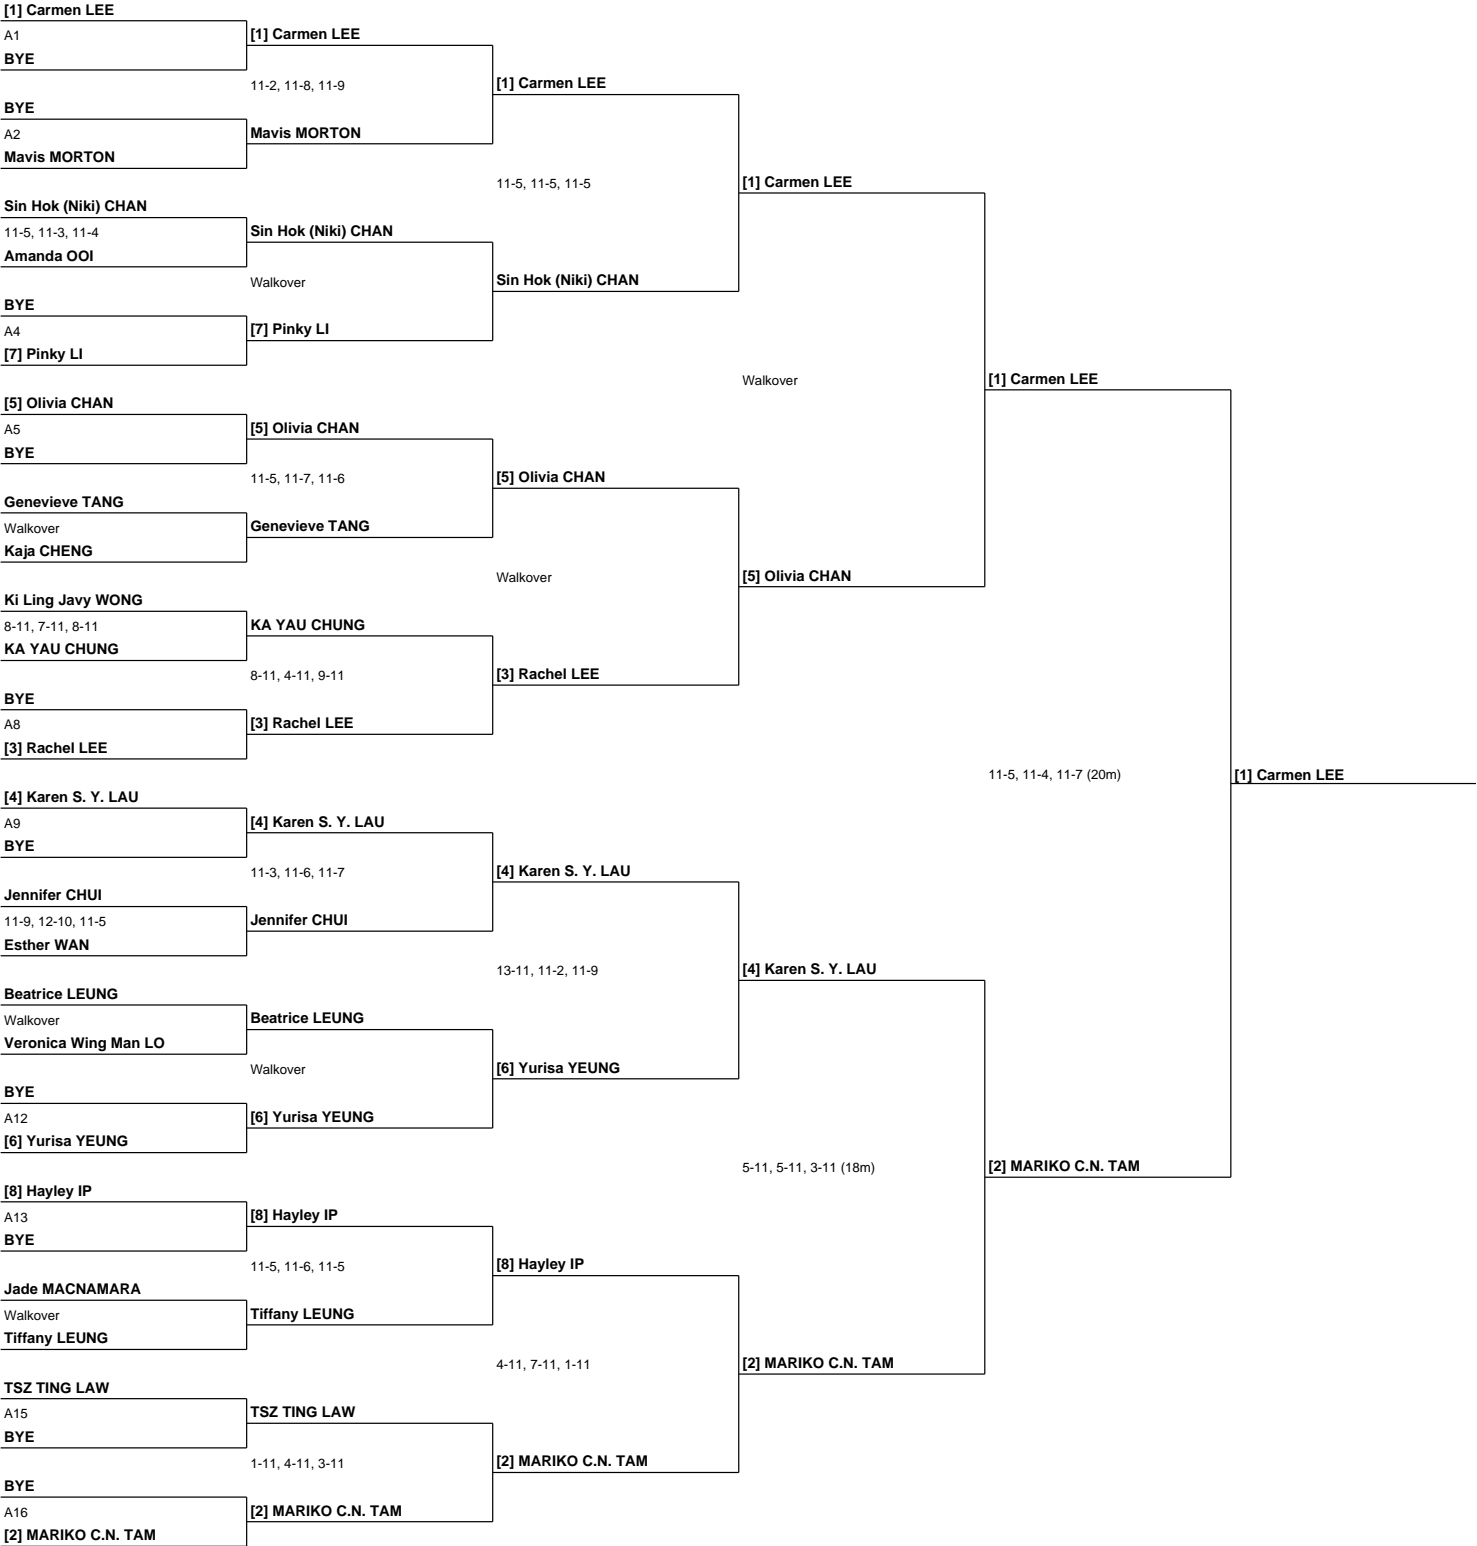 [1] Carmen LEE
A1
BYE
BYE
A2
Mavis MORTON
Sin Hok (Niki) CHAN
11-5, 11-3, 11-4
Amanda OOI
BYE
A4
[7] Pinky LI
[5] Olivia CHAN
A5
BYE
Genevieve TANG
Walkover
Kaja CHENG
Ki Ling Javy WONG
8-11, 7-11, 8-11
KA YAU CHUNG
BYE
A8
[3] Rachel LEE
[4] Karen S. Y. LAU
A9
BYE
Jennifer CHUI
11-9, 12-10, 11-5
Esther WAN
Beatrice LEUNG
Walkover
Veronica Wing Man LO
BYE
A12
[6] Yurisa YEUNG
[8] Hayley IP
A13
BYE
Jade MACNAMARA
Walkover
Tiffany LEUNG
TSZ TING LAW
A15
BYE
BYE
A16
[2] MARIKO C.N. TAM
[1] Carmen LEE
11-2, 11-8, 11-9
Mavis MORTON
Sin Hok (Niki) CHAN
Walkover
[7] Pinky LI
[5] Olivia CHAN
11-5, 11-7, 11-6
Genevieve TANG
KA YAU CHUNG
8-11, 4-11, 9-11
[3] Rachel LEE
[4] Karen S. Y. LAU
11-3, 11-6, 11-7
Jennifer CHUI
Beatrice LEUNG
Walkover
[6] Yurisa YEUNG
[8] Hayley IP
11-5, 11-6, 11-5
Tiffany LEUNG
TSZ TING LAW
1-11, 4-11, 3-11
[2] MARIKO C.N. TAM
[1] Carmen LEE
11-5, 11-5, 11-5
Sin Hok (Niki) CHAN
[5] Olivia CHAN
Walkover
[3] Rachel LEE
[4] Karen S. Y. LAU
13-11, 11-2, 11-9
[6] Yurisa YEUNG
[8] Hayley IP
4-11, 7-11, 1-11
[2] MARIKO C.N. TAM
[1] Carmen LEE
Walkover
[5] Olivia CHAN
[4] Karen S. Y. LAU
5-11, 5-11, 3-11 (18m)
[2] MARIKO C.N. TAM
[1] Carmen LEE
11-5, 11-4, 11-7 (20m)
[2] MARIKO C.N. TAM
[1] Carmen LEE